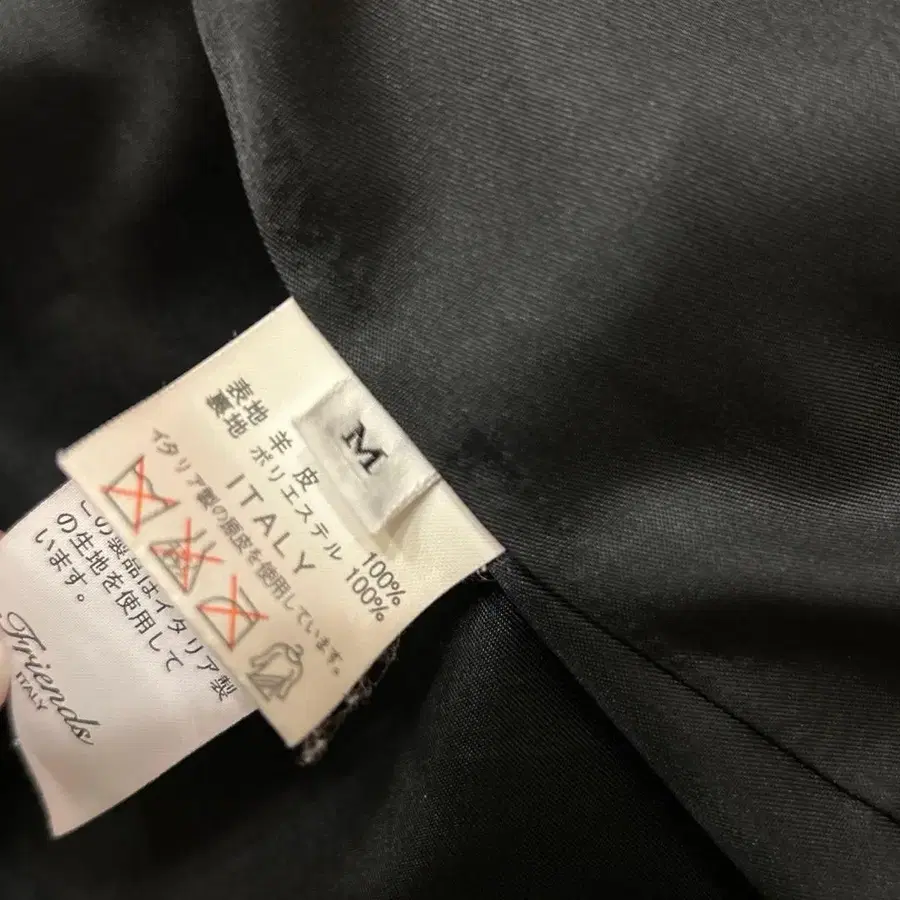 M
表地 羊 皮 100%
裏地 ポリエステル 100%
ITALY
イタリア製の原皮を使用しています。
この製品はイタリア製
の生地を使用して
います。
Friends
ITALY